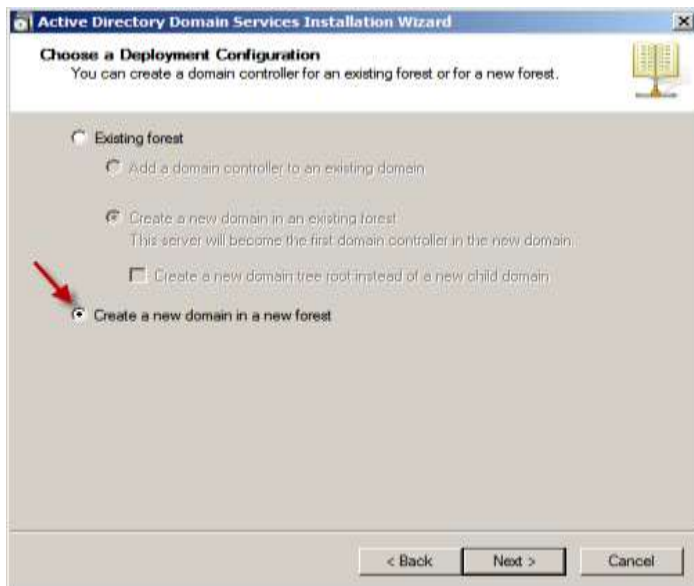 Active Directory Domain Services Installation Wizard
Choose a Deployment Configuration
You can create a domain controller for an existing forest or for a new forest.
Existing forest
Add a domain controller to an existing domain
Create a new domain in an existing forest
This server will become the first domain controller in the new domain.
Create a new domain tree root instead of a new child domain
Create a new domain in a new forest
< Back
Next >
Cancel